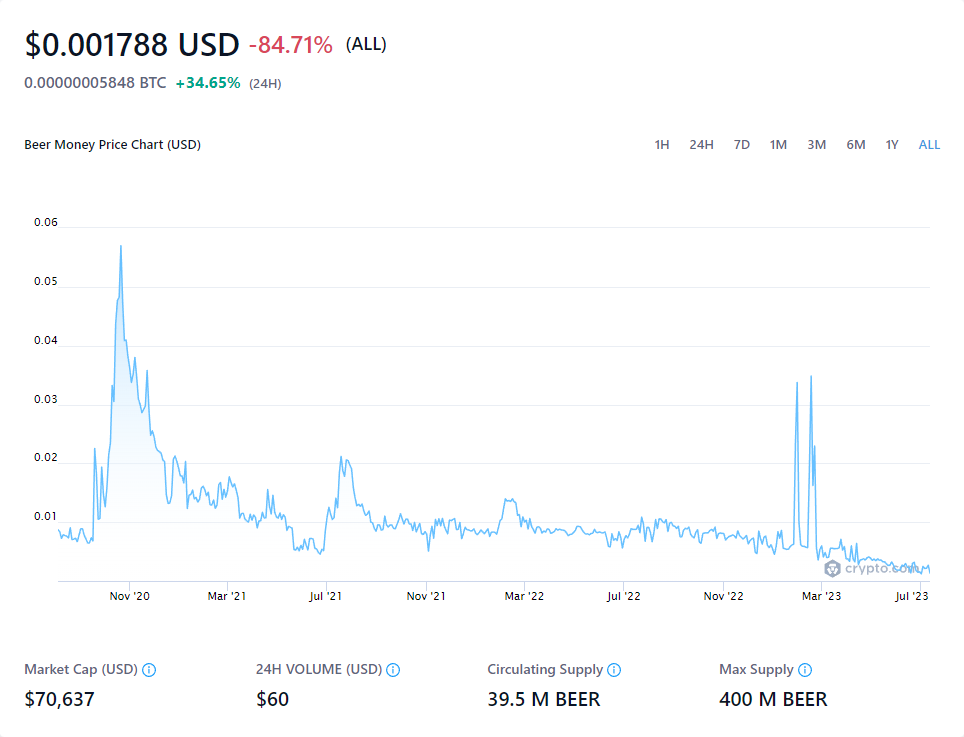 $0.001788 USD -84.71% (ALL)
0.00000005848 BTC +34.65% (24H)
Beer Money Price Chart (USD) 1H 24H 7D 1M 3M 6M 1Y ALL
0.06
0.05
0.04
0.03
0.02
0.01
crypto.com
Nov '20 Mar '21 Jul '21 Nov '21 Mar '22 Jul '22 Nov '22 Mar '23 Jul '23
Market Cap (USD) 24H VOLUME (USD) Circulating Supply Max Supply
$70,637 $60 39.5 M BEER 400 M BEER